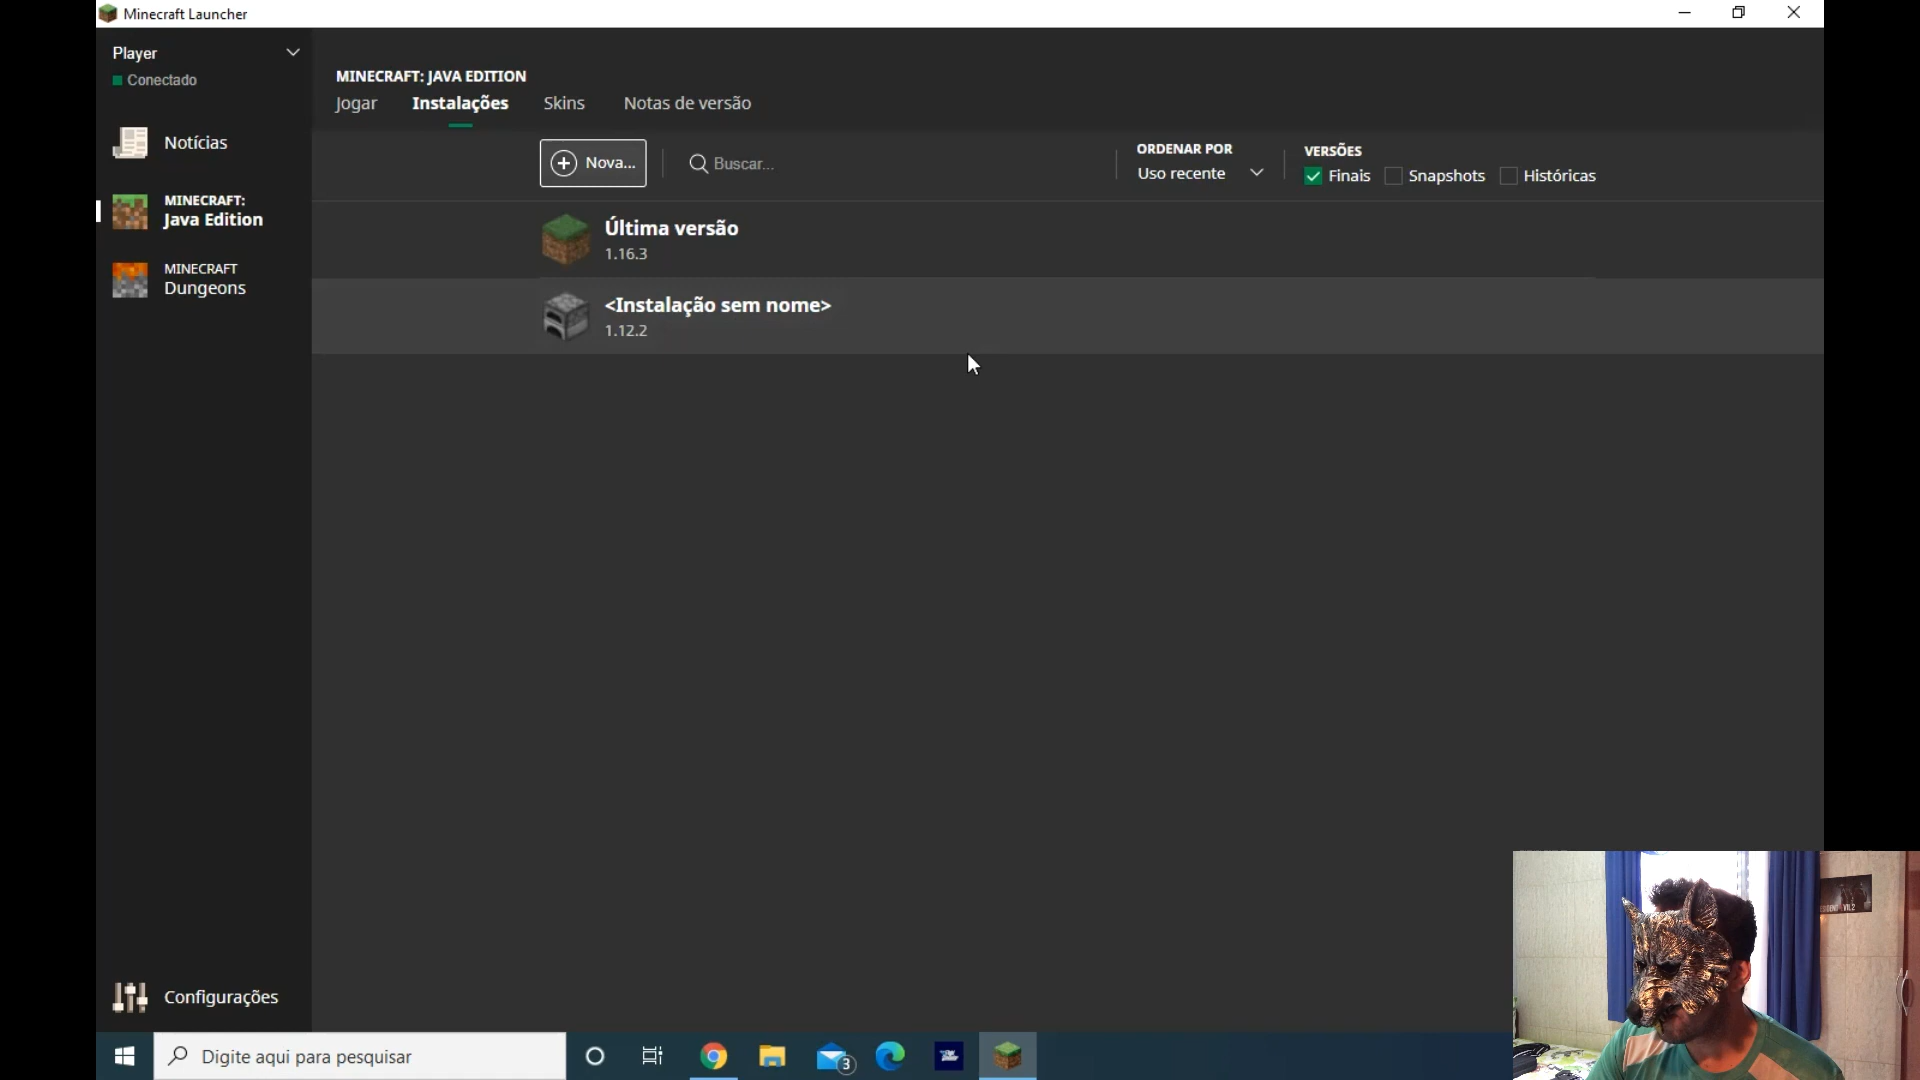 Minecraft Launcher
Player
Conectado
Notícias
MINECRAFT:
Java Edition
MINECRAFT
Dungeons
Configurações
MINECRAFT: JAVA EDITION
Jogar Instalações Skins Notas de versão
Nova...
Buscar...
ORDENAR POR
Uso recente
VERSÕES
Finais Snapshots Históricas
Última versão
1.16.3
<Instalação sem nome>
1.12.2
Digite aqui para pesquisar
3